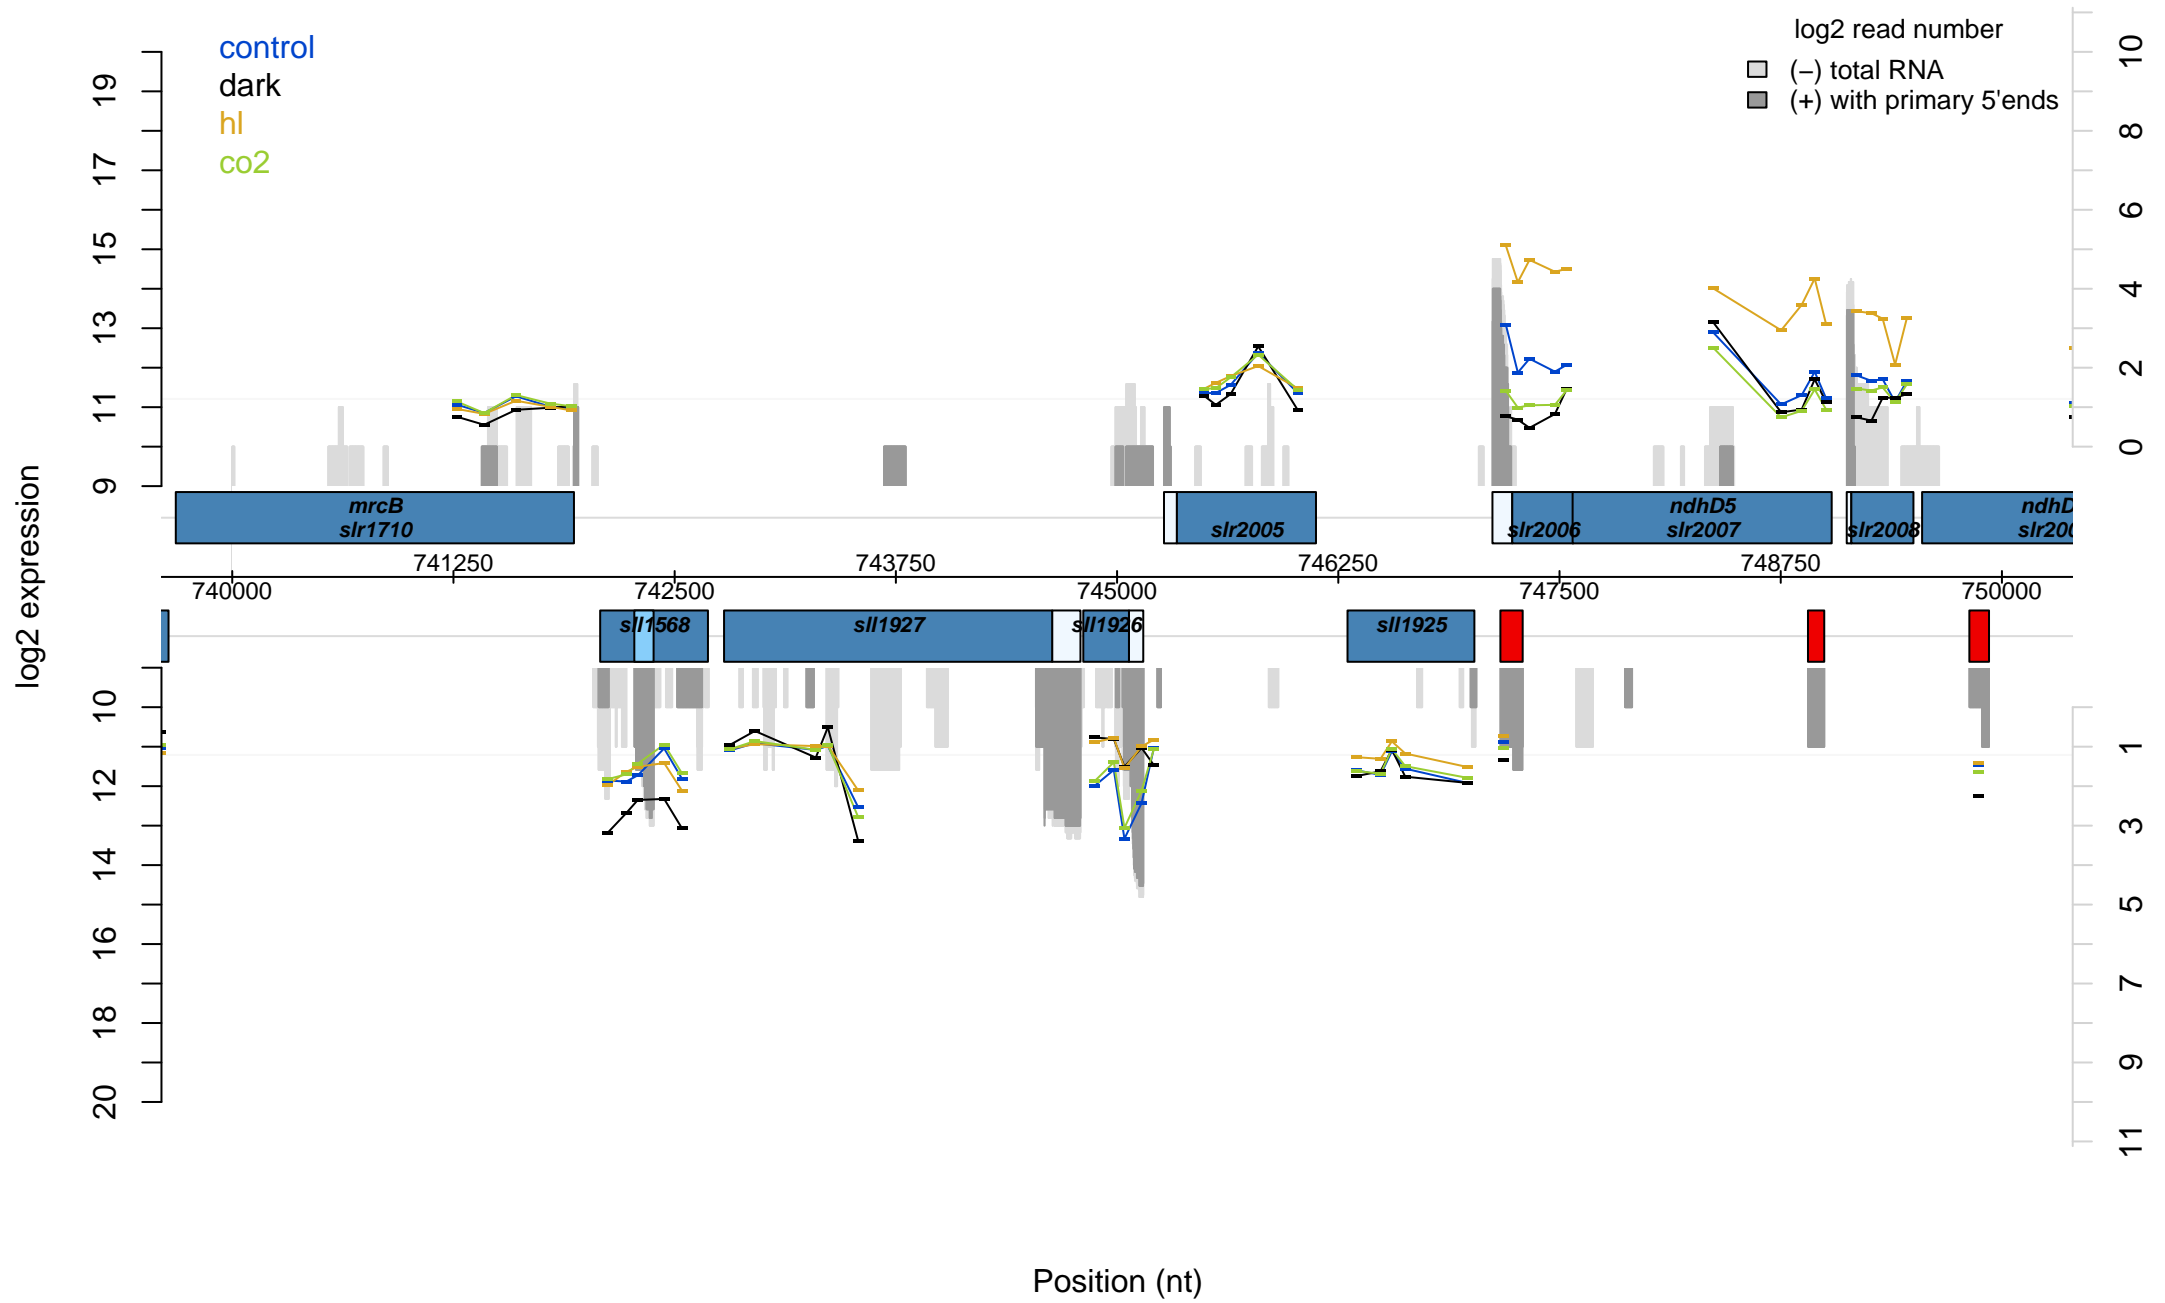 control
dark
hl
co2
log2 read number
(−) total RNA
(+) with primary 5'ends
log2 expression
9 11 13 15 17 19
0 2 4 6 8 10
mrcB
slr1710
slr2005
slr2006
ndhD5
slr2007
slr2008
ndhD
slr200
741250 743750 746250 748750
740000 742500 745000 747500 750000
sll1568
sll1927
sll1926
sll1925
10 12 14 16 18 20
1 3 5 7 9 11
Position (nt)